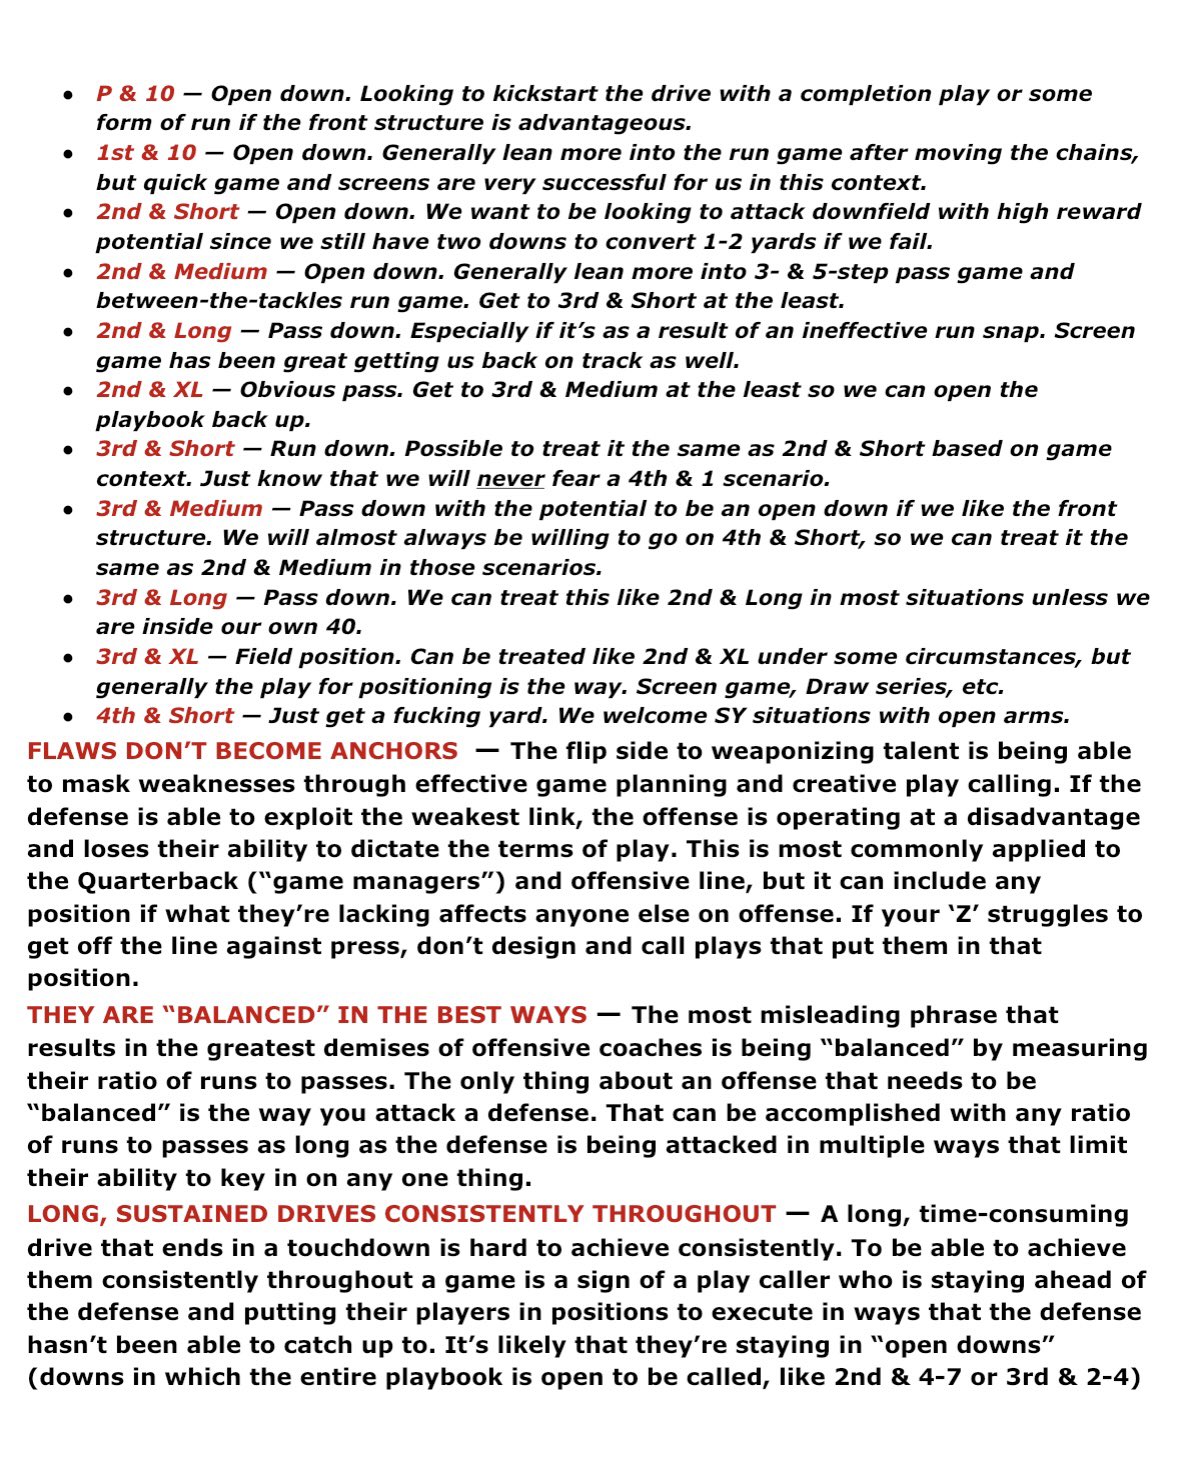 • P & 10 — Open down. Looking to kickstart the drive with a completion play or some
form of run if the front structure is advantageous.
• 1st & 10 — Open down. Generally lean more into the run game after moving the chains,
but quick game and screens are very successful for us in this context.
• 2nd & Short — Open down. We want to be looking to attack downfield with high reward
potential since we still have two downs to convert 1-2 yards if we fail.
• 2nd & Medium — Open down. Generally lean more into 3- & 5-step pass game and
between-the-tackles run game. Get to 3rd & Short at the least.
• 2nd & Long — Pass down. Especially if it’s as a result of an ineffective run snap. Screen
game has been great getting us back on track as well.
• 2nd & XL — Obvious pass. Get to 3rd & Medium at the least so we can open the
playbook back up.
• 3rd & Short — Run down. Possible to treat it the same as 2nd & Short based on game
context. Just know that we will never fear a 4th & 1 scenario.
• 3rd & Medium — Pass down with the potential to be an open down if we like the front
structure. We will almost always be willing to go on 4th & Short, so we can treat it the
same as 2nd & Medium in those scenarios.
• 3rd & Long — Pass down. We can treat this like 2nd & Long in most situations unless we
are inside our own 40.
• 3rd & XL — Field position. Can be treated like 2nd & XL under some circumstances, but
generally the play for positioning is the way. Screen game, Draw series, etc.
• 4th & Short — Just get a fucking yard. We welcome SY situations with open arms.
FLAWS DON’T BECOME ANCHORS — The flip side to weaponizing talent is being able
to mask weaknesses through effective game planning and creative play calling. If the
defense is able to exploit the weakest link, the offense is operating at a disadvantage
and loses their ability to dictate the terms of play. This is most commonly applied to
the Quarterback (“game managers”) and offensive line, but it can include any
position if what they’re lacking affects anyone else on offense. If your ‘Z’ struggles to
get off the line against press, don’t design and call plays that put them in that
position.
THEY ARE “BALANCED” IN THE BEST WAYS — The most misleading phrase that
results in the greatest demises of offensive coaches is being “balanced” by measuring
their ratio of runs to passes. The only thing about an offense that needs to be
“balanced” is the way you attack a defense. That can be accomplished with any ratio
of runs to passes as long as the defense is being attacked in multiple ways that limit
their ability to key in on any one thing.
LONG, SUSTAINED DRIVES CONSISTENTLY THROUGHOUT — A long, time-consuming
drive that ends in a touchdown is hard to achieve consistently. To be able to achieve
them consistently throughout a game is a sign of a play caller who is staying ahead of
the defense and putting their players in positions to execute in ways that the defense
hasn’t been able to catch up to. It’s likely that they’re staying in “open downs”
(downs in which the entire playbook is open to be called, like 2nd & 4-7 or 3rd & 2-4)